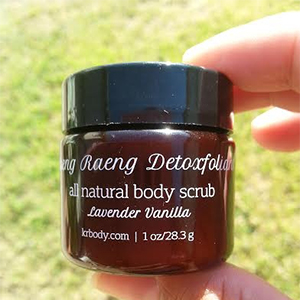 Raeng
all natural body scrub
Lavender Vanilla
krbody.com | 1 oz/28.3 g